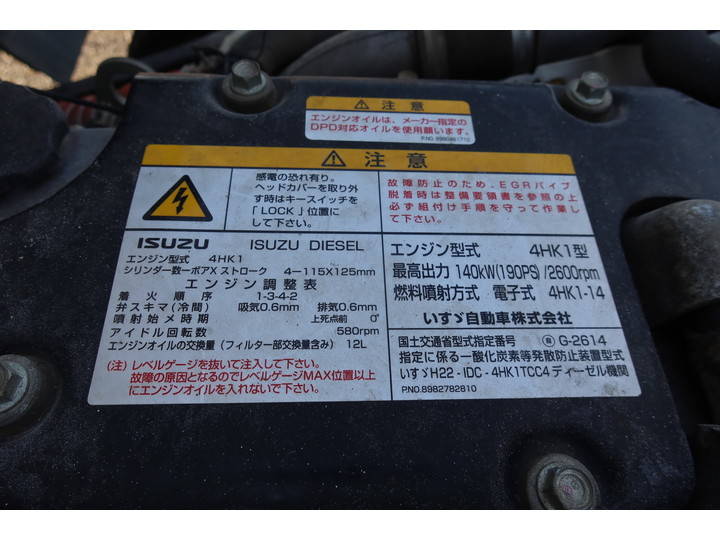 注意
エンジンオイルは、メーカー指定の
DPD対応オイルを使用願います。
注意
感電の恐れ有り。
ヘッドカバーを取り外
す時はキースイッチを
「LOCK」位置に
して下さい。
故障防止のため、EGRパイプ
脱着時は整備要領書を参照の上
必ず組付け手順を守って作業し
て下さい。
ISUZU ISUZU DIESEL
エンジン型式 4HK1
シリンダー数ーボアX ストローク 4ー115X125mm
エンジン調整表
着火順序 1-3-4-2
弁スキマ(冷間) 吸気0.6mm 排気0.6mm
噴射始メ時期 上死点前 0°
アイドル回転数 580rpm
エンジンオイルの交換量(フィルター部交換量含み) 12L
(注)レベルゲージを抜いて注入して下さい。
故障の原因となるのでレベルゲージMAX位置以上
にエンジンオイルを入れないで下さい。
エンジン型式 4HK1型
最高出力 140kW(190PS)/2600rpm
燃料噴射方式 電子式 4HK1-14
いすゞ自動車株式会社
国土交通省型式指定番号 G-2614
指定に係る一酸化炭素等発散防止装置型式
いすゞH22-IDC-4HK1TCC4ディーゼル機関
P.NO.8982782810